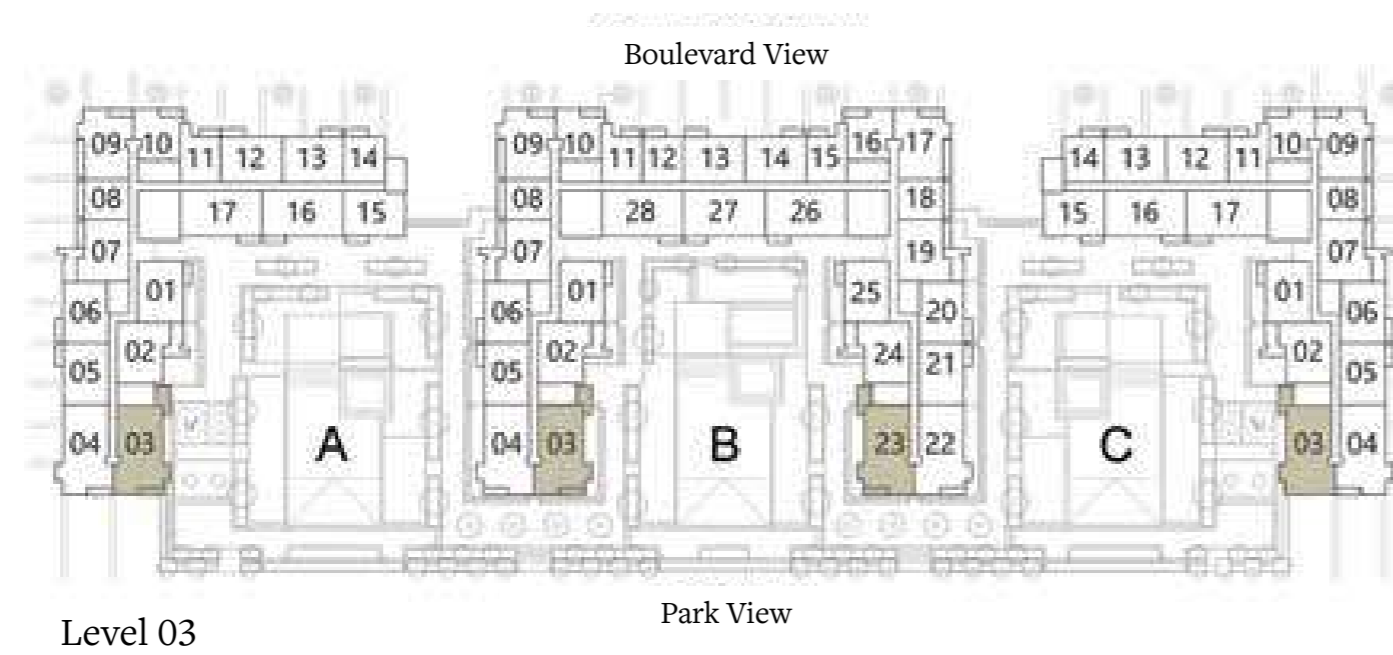 Boulevard View
09 10 11 12 13 14 09 10 11 12 13 14 15 16 17 14 13 12 11 10 09
08 17 16 15 08 28 27 26 18 15 16 17 08
07 07 19 07
06 01 06 01 25 20 01 06
05 02 05 02 24 21 02 05
04 03 A 04 03 B 23 22 C 03 04
Park View
Level 03